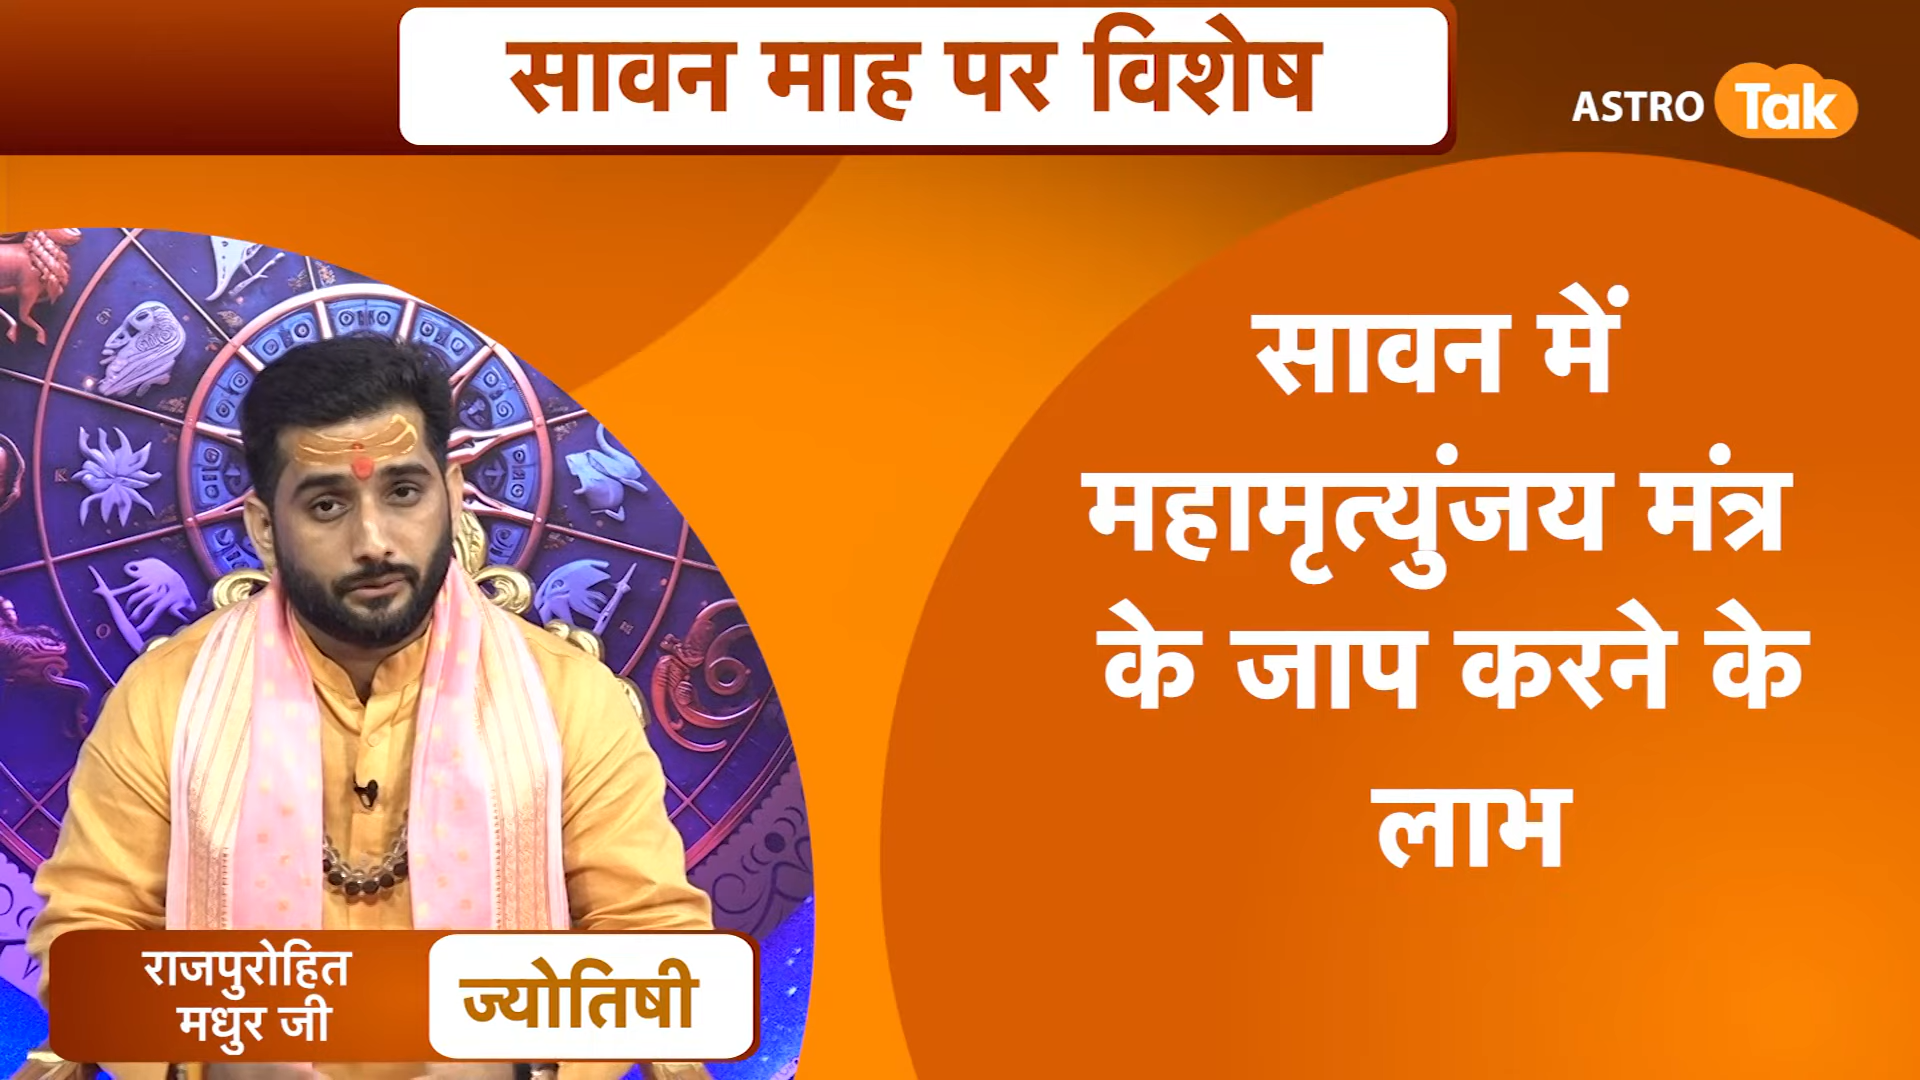 सावन माह पर विशेष
ASTRO Tak
सावन में
महामृत्युंजय मंत्र
के जाप करने के
लाभ
राजपुरोहित
मधुर जी
ज्योतिषी